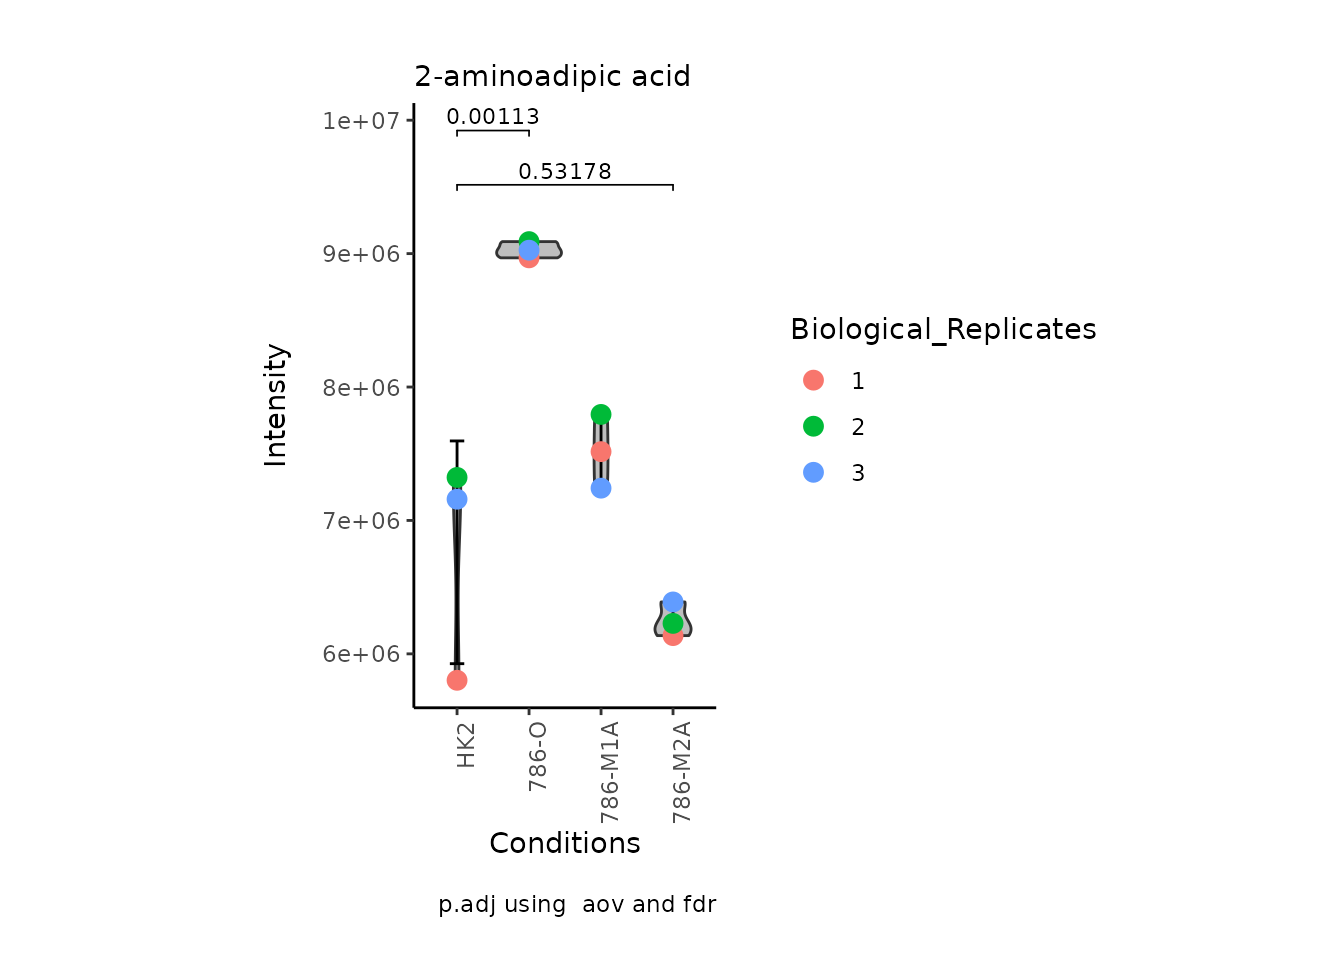 2-aminoadipic acid
1e+07
0.00113
0.53178
9e+06
8e+06
7e+06
6e+06
Intensity
HK2
786-O
786-M1A
786-M2A
Conditions
p.adj using  aov and fdr
Biological_Replicates
1
2
3